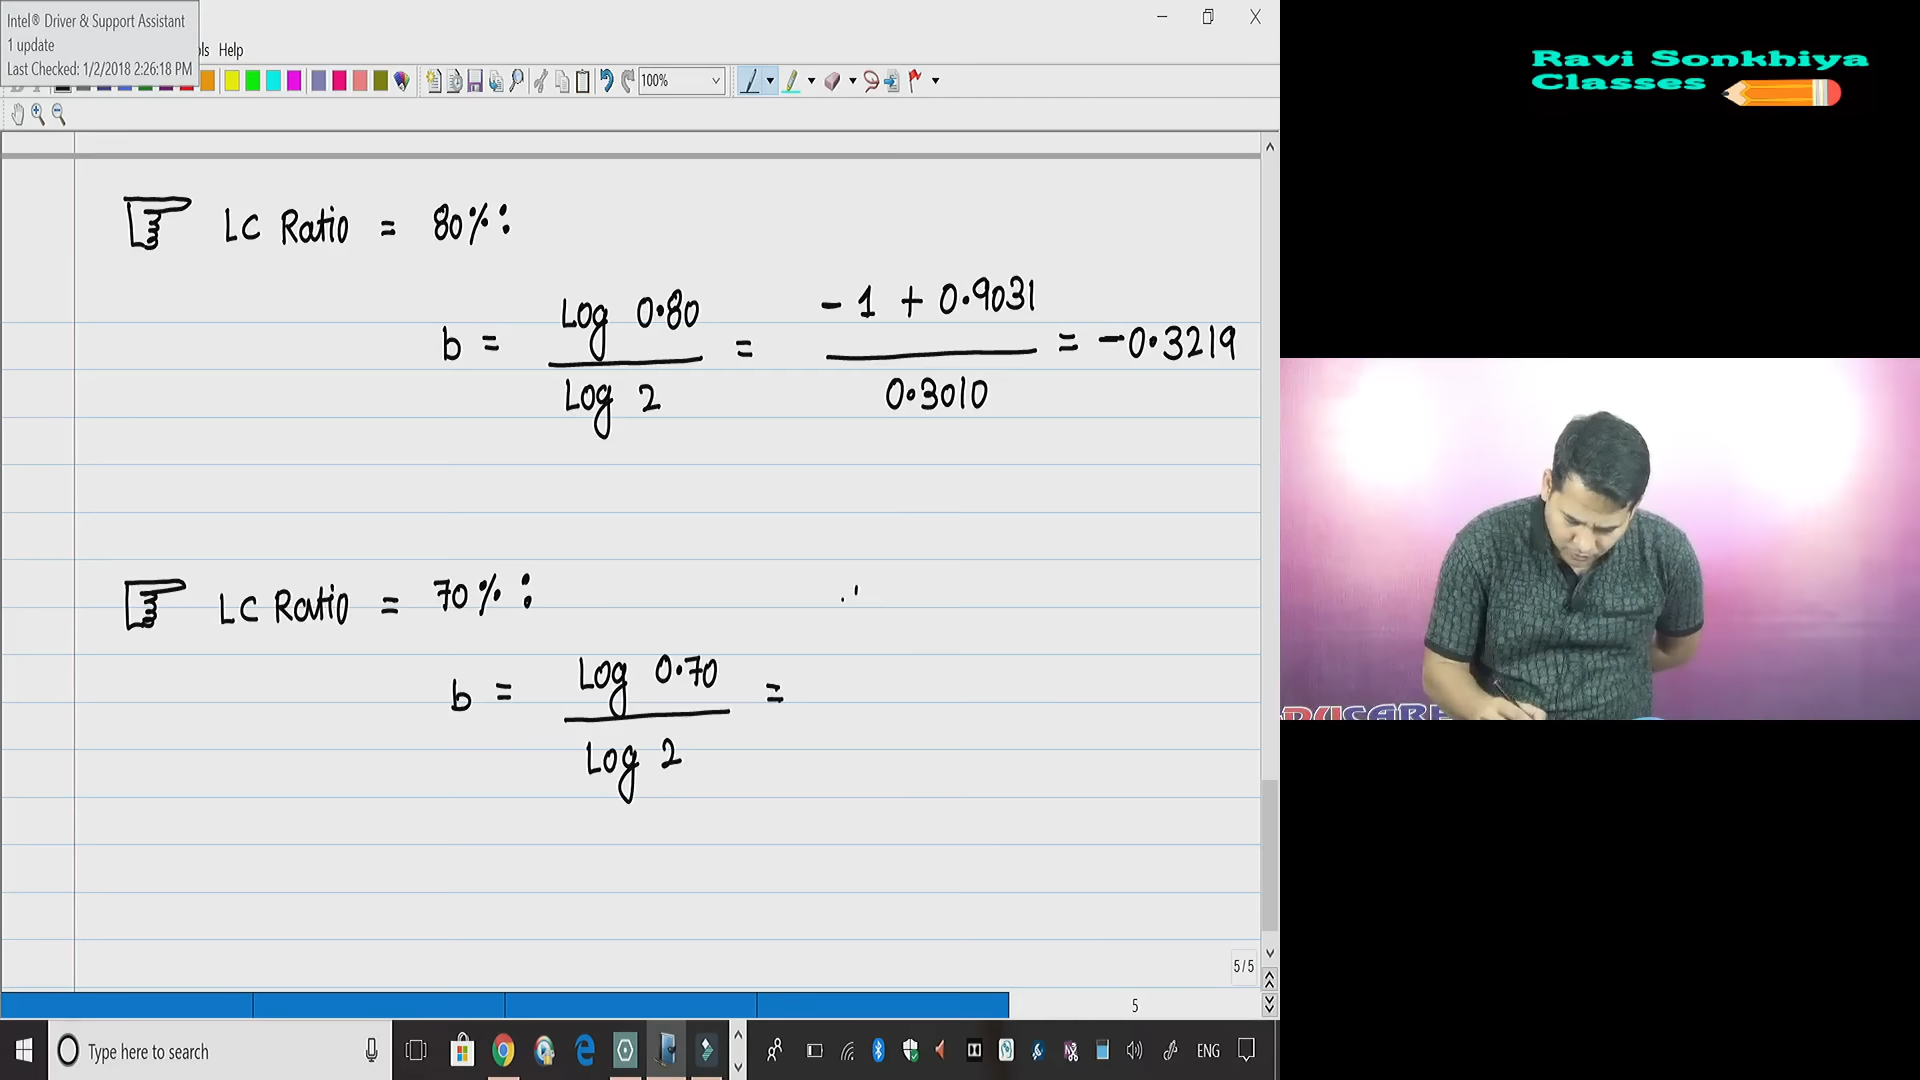 Intel® Driver & Support Assistant
1 update
Last Checked: 1/2/2018 2:26:18 PM
ols Help
100%
Ravi Sonkhiya
Classes
LC Ratio = 80%:
b = Log 0.80 / Log 2 = - 1 + 0.9031 / 0.3010 = -0.3219
LC Ratio = 70%:
b = Log 0.70 / Log 2 =
5/5
5
Type here to search
ENG